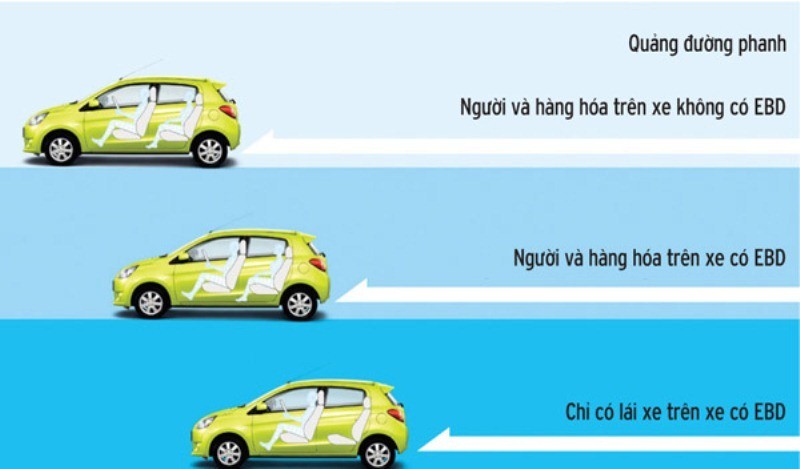 Quảng đường phanh
Người và hàng hóa trên xe không có EBD
Người và hàng hóa trên xe có EBD
Chỉ có lái xe trên xe có EBD